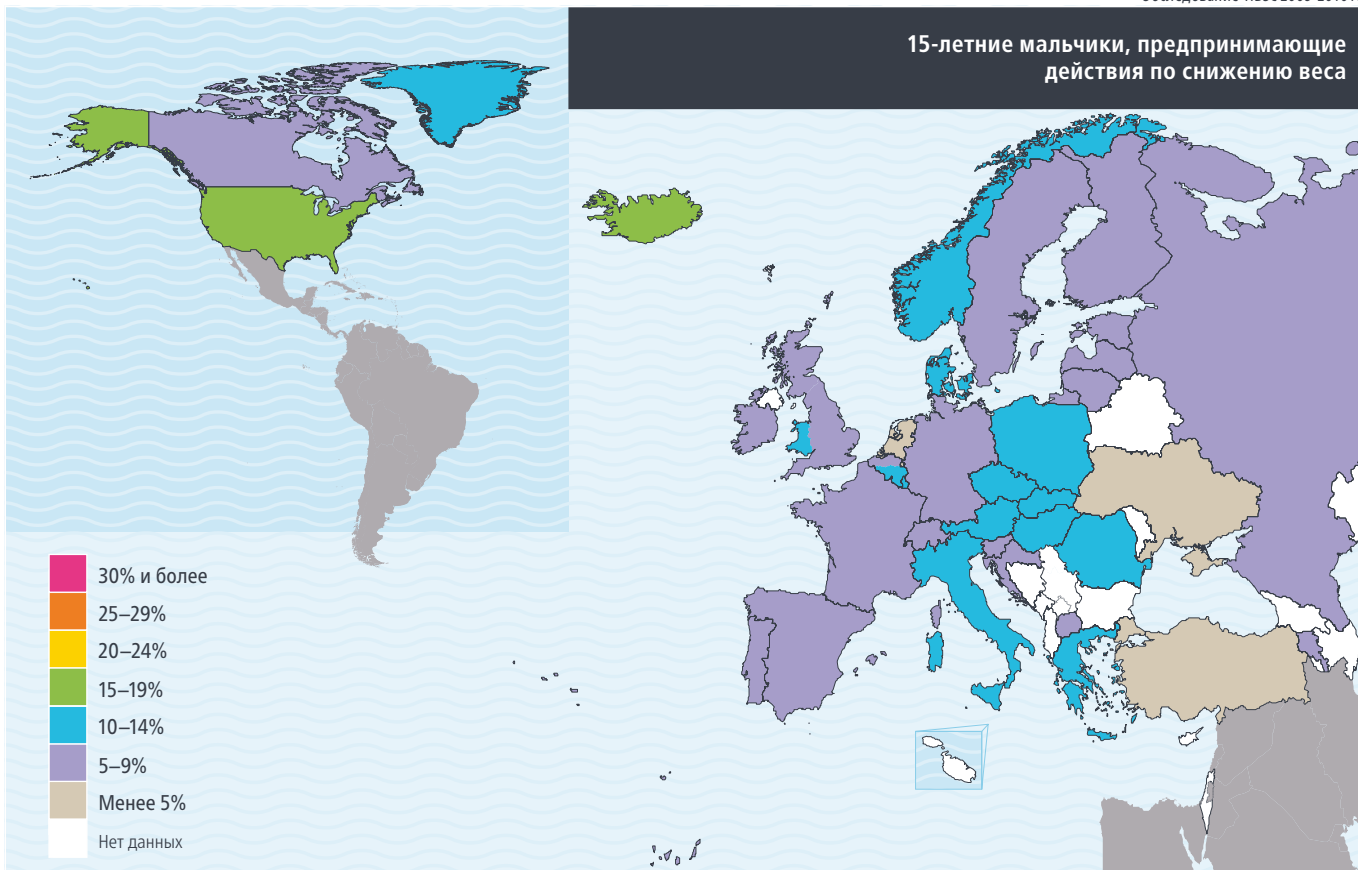 15-летние мальчики, предпринимающие
действия по снижению веса
30% и более
25–29%
20–24%
15–19%
10–14%
5–9%
Менее 5%
Нет данных